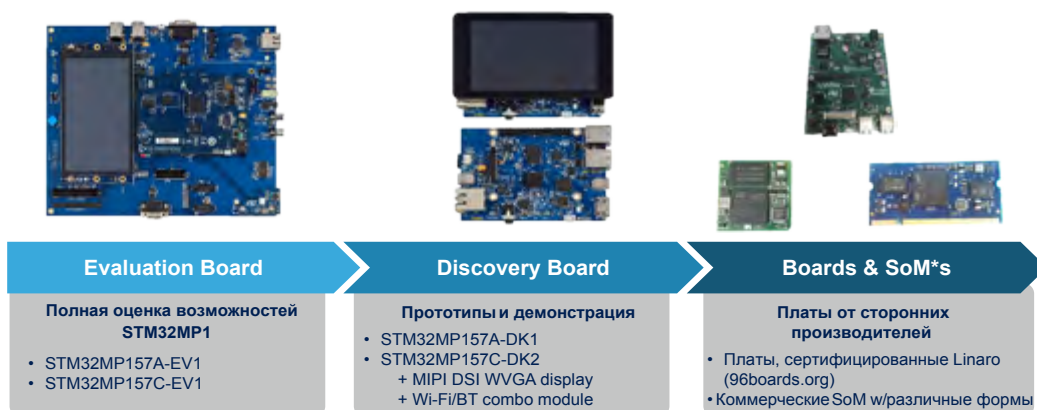 Evaluation Board
Полная оценка возможностей
STM32MP1
• STM32MP157A-EV1
• STM32MP157C-EV1
Discovery Board
Прототипы и демонстрация
• STM32MP157A-DK1
• STM32MP157C-DK2
+ MIPI DSI WVGA display
+ Wi-Fi/BT combo module
Boards & SoM*s
Платы от сторонних
производителей
• Платы, сертифицированные Linaro
(96boards.org)
• Коммерческие SoM w/различные формы